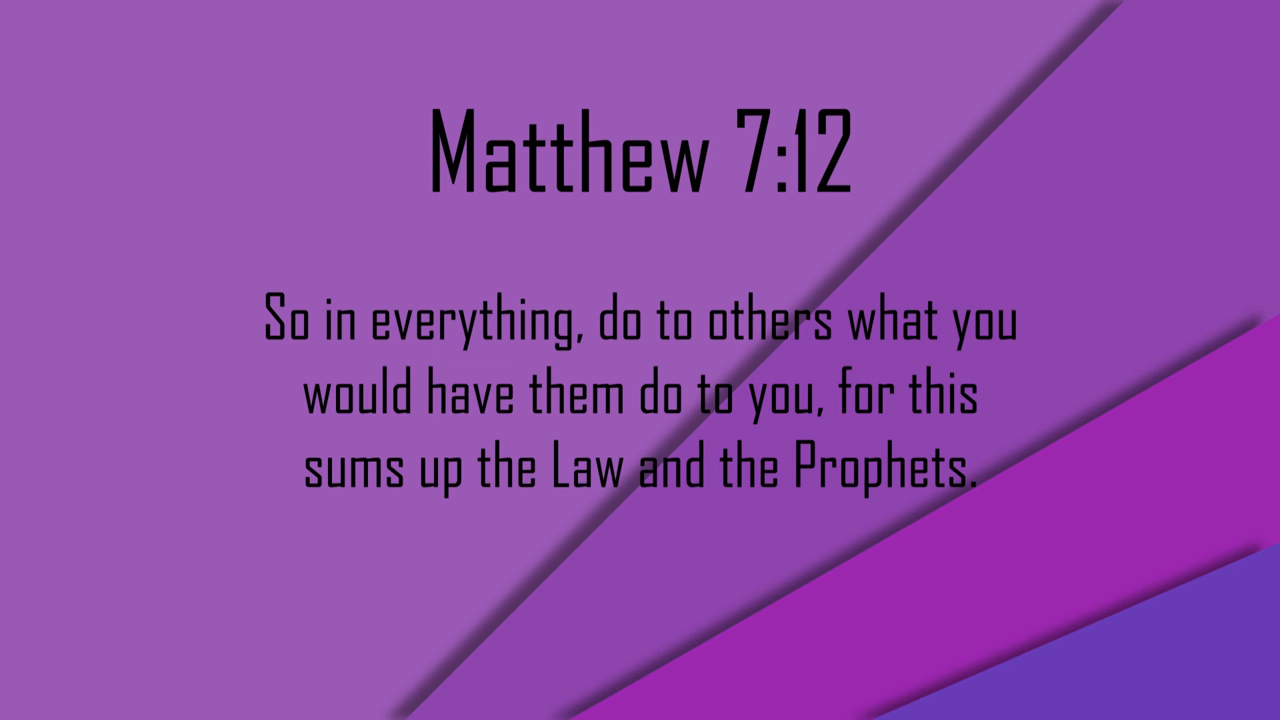 Matthew 7:12
So in everything, do to others what you
would have them do to you, for this
sums up the Law and the Prophets.